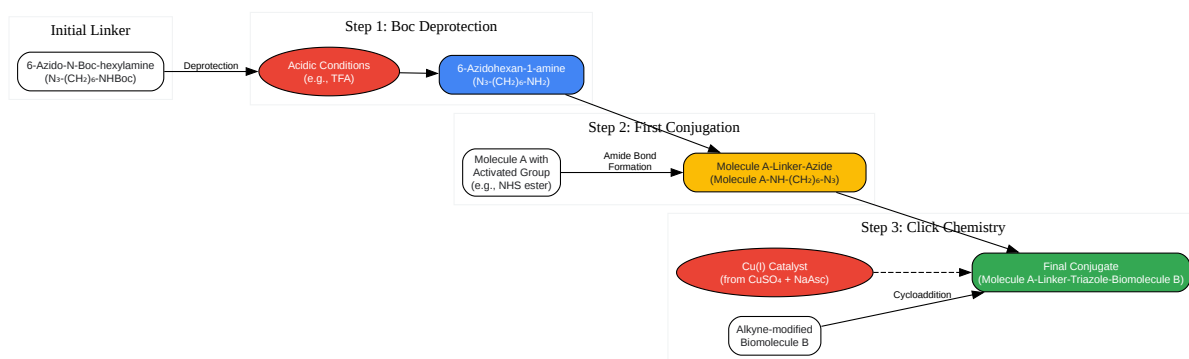 Initial Linker
6-Azido-N-Boc-hexylamine
(N₃-(CH₂)₆-NHBoc)
Deprotection
Step 1: Boc Deprotection
Acidic Conditions
(e.g., TFA)
6-Azidohexan-1-amine
(N₃-(CH₂)₆-NH₂)
Step 2: First Conjugation
Molecule A with
Activated Group
(e.g., NHS ester)
Amide Bond
Formation
Molecule A-Linker-Azide
(Molecule A-NH-(CH₂)₆-N₃)
Step 3: Click Chemistry
Cu(I) Catalyst
(from CuSO₄ + NaAsc)
Final Conjugate
(Molecule A-Linker-Triazole-Biomolecule B)
Cycloaddition
Alkyne-modified
Biomolecule B